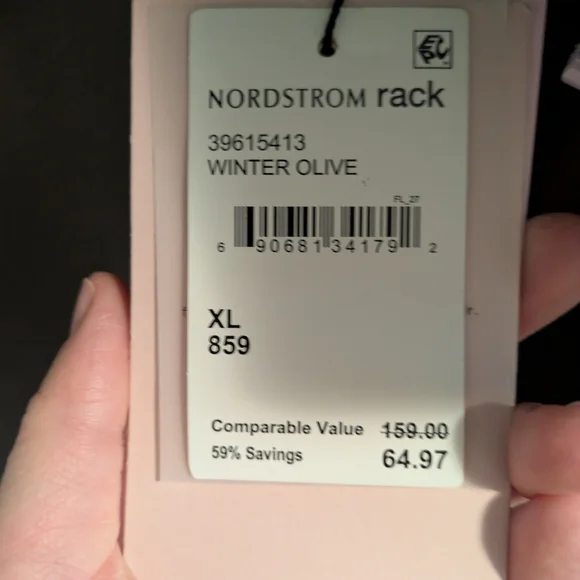 NORDSTROM rack
39615413
WINTER OLIVE
FL_27
6 90681 34179 2
XL
859
Comparable Value 159.00
59% Savings 64.97